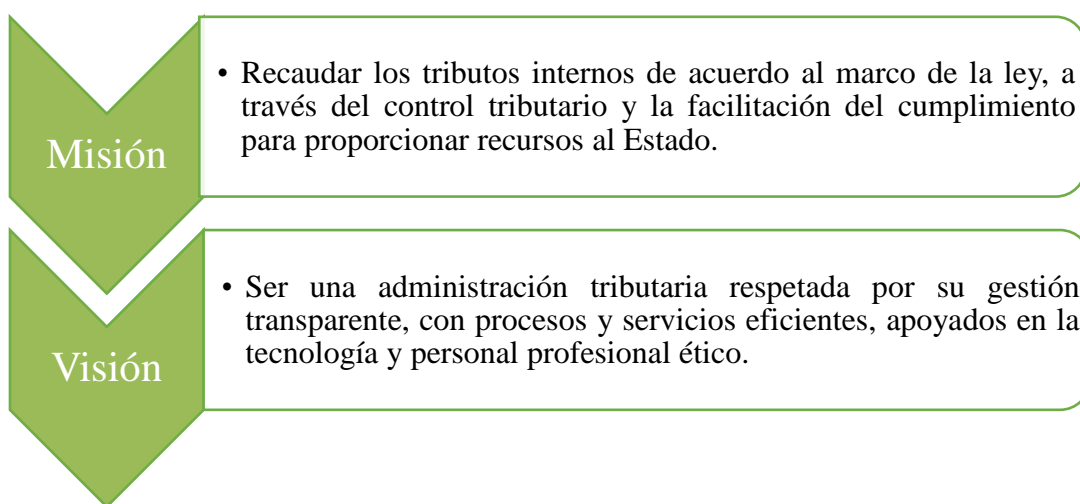 Misión
• Recaudar los tributos internos de acuerdo al marco de la ley, a
través del control tributario y la facilitación del cumplimiento
para proporcionar recursos al Estado.
Visión
• Ser una administración tributaria respetada por su gestión
transparente, con procesos y servicios eficientes, apoyados en la
tecnología y personal profesional ético.